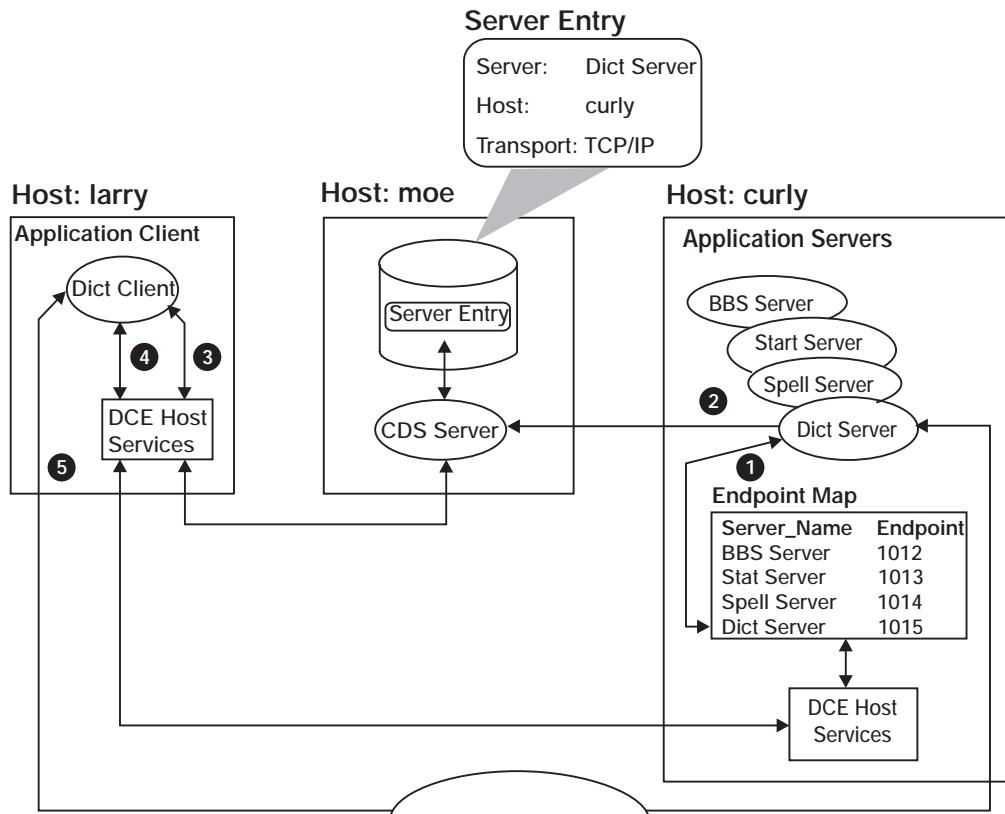 Server Entry
Server: Dict Server
Host: curly
Transport: TCP/IP
Host: larry
Host: moe
Host: curly
Application Client
Dict Client
4
3
DCE Host
Services
5
Server Entry
CDS Server
Application Servers
BBS Server
Start Server
Spell Server
Dict Server
2
1
Endpoint Map
Server_Name Endpoint
BBS Server 1012
Stat Server 1013
Spell Server 1014
Dict Server 1015
DCE Host
Services